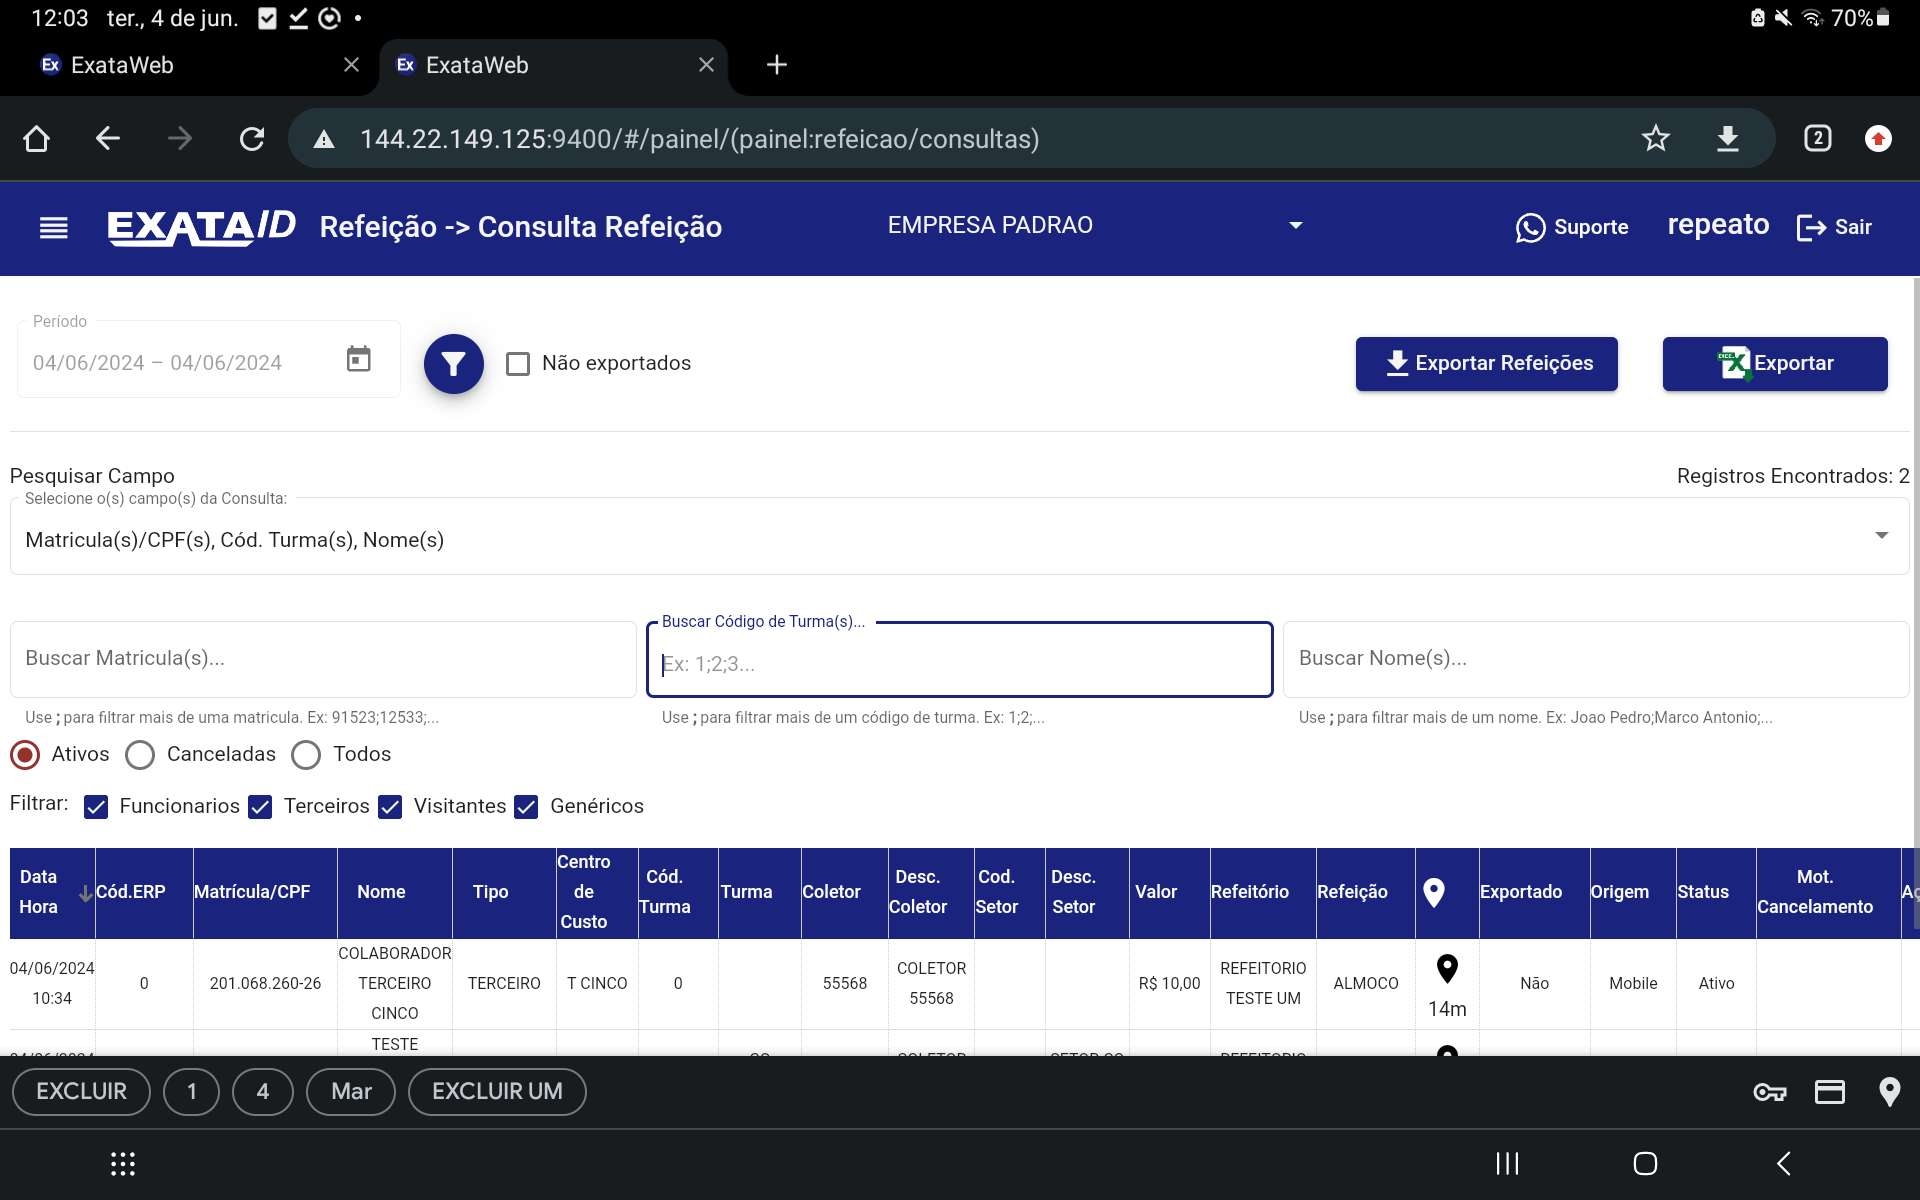 12:03 ter., 4 de jun. 70%
ExataWeb ExataWeb
144.22.149.125:9400/#/painel/(painel:refeicao/consultas) 2
EXATA/ID Refeição -> Consulta Refeição EMPRESA PADRAO Suporte repeato Sair
Período
04/06/2024 – 04/06/2024 Não exportados Exportar Refeições Exportar
Pesquisar Campo Registros Encontrados: 2
Selecione o(s) campo(s) da Consulta:
Matricula(s)/CPF(s), Cód. Turma(s), Nome(s)
Buscar Código de Turma(s)...
Buscar Matricula(s)... Ex: 1;2;3... Buscar Nome(s)...
Use ; para filtrar mais de uma matricula. Ex: 91523;12533;... Use ; para filtrar mais de um código de turma. Ex: 1;2;... Use ; para filtrar mais de um nome. Ex: Joao Pedro;Marco Antonio;...
Ativos Canceladas Todos
Filtrar: Funcionarios Terceiros Visitantes Genéricos
Data Hora Cód.ERP Matrícula/CPF Nome Tipo Centro de Custo Cód. Turma Turma Coletor Desc. Coletor Cod. Setor Desc. Setor Valor Refeitório Refeição Exportado Origem Status Mot. Cancelamento
04/06/2024 10:34 0 201.068.260-26 COLABORADOR TERCEIRO CINCO TERCEIRO T CINCO 0 55568 COLETOR 55568 R$ 10,00 REFEITORIO TESTE UM ALMOCO 14m Não Mobile Ativo
TESTE
EXCLUIR 1 4 Mar EXCLUIR UM